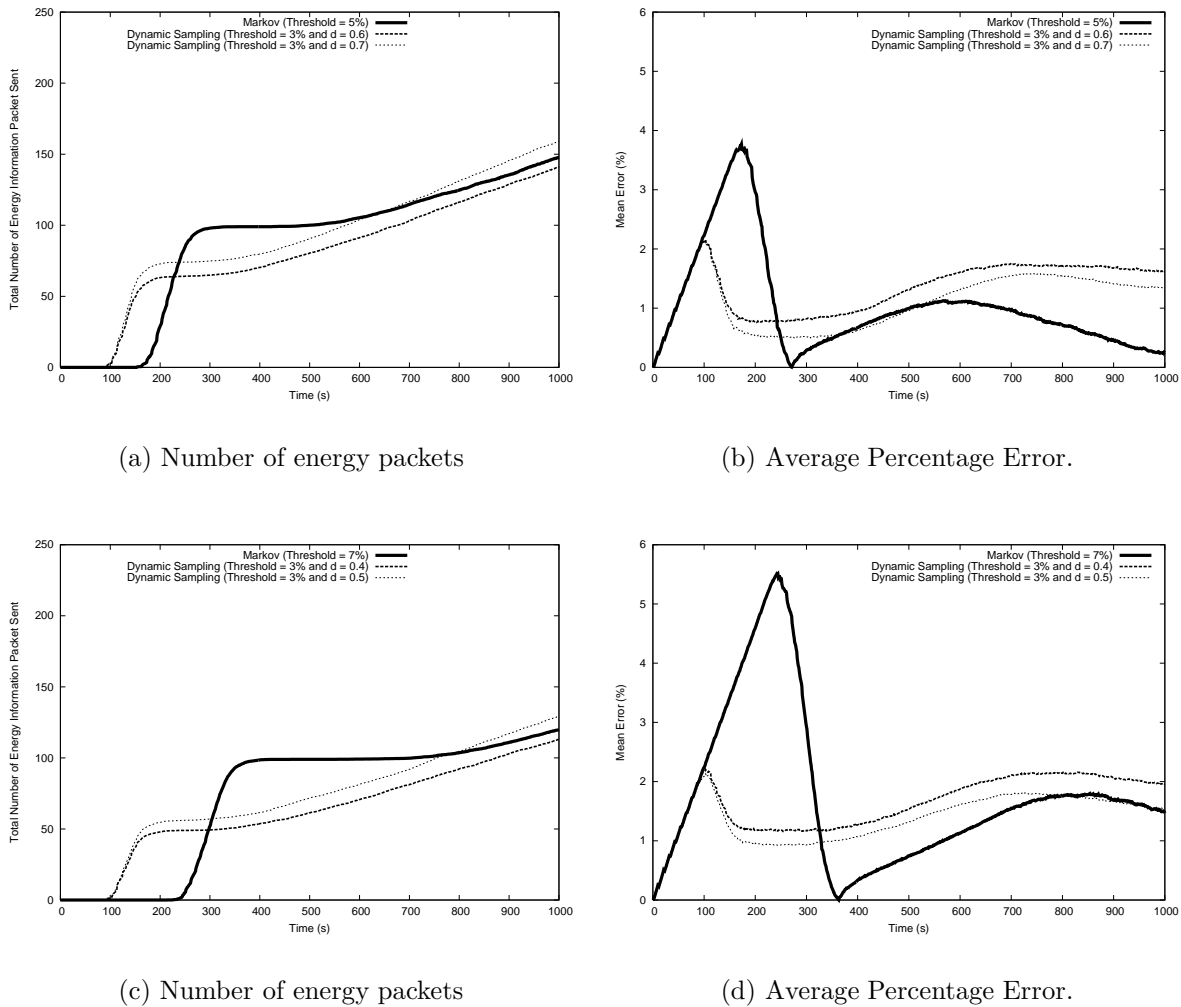 Total Number of Energy Information Packet Sent
250
200
150
100
50
0
0 100 200 300 400 500 600 700 800 900 1000
Time (s)
Markov (Threshold = 5%)
Dynamic Sampling (Threshold = 3% and d = 0.6)
Dynamic Sampling (Threshold = 3% and d = 0.7)
(a) Number of energy packets
Mean Error (%)
6
5
4
3
2
1
0
0 100 200 300 400 500 600 700 800 900 1000
Time (s)
Markov (Threshold = 5%)
Dynamic Sampling (Threshold = 3% and d = 0.6)
Dynamic Sampling (Threshold = 3% and d = 0.7)
(b) Average Percentage Error.
Total Number of Energy Information Packet Sent
250
200
150
100
50
0
0 100 200 300 400 500 600 700 800 900 1000
Time (s)
Markov (Threshold = 7%)
Dynamic Sampling (Threshold = 3% and d = 0.4)
Dynamic Sampling (Threshold = 3% and d = 0.5)
(c) Number of energy packets
Mean Error (%)
6
5
4
3
2
1
0
0 100 200 300 400 500 600 700 800 900 1000
Time (s)
Markov (Threshold = 7%)
Dynamic Sampling (Threshold = 3% and d = 0.4)
Dynamic Sampling (Threshold = 3% and d = 0.5)
(d) Average Percentage Error.